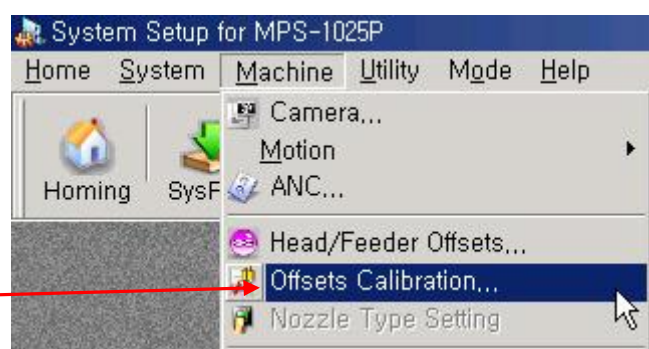 System Setup for MPS-1025P
Home System Machine Utility Mode Help
Camera...
Motion
ANC...
Homing SysF
Head/Feeder Offsets...
Offsets Calibration...
Nozzle Type Setting